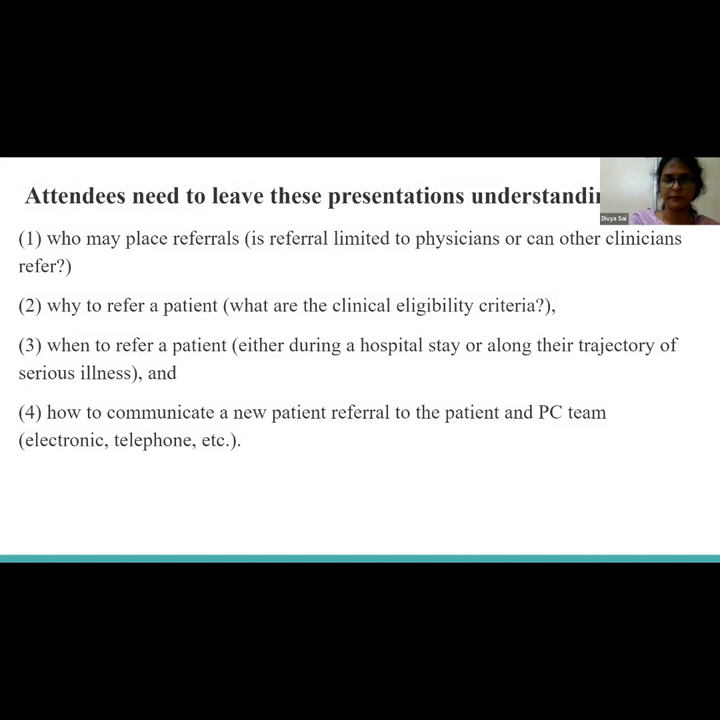 Attendees need to leave these presentations
Divya Sai
(1) who may place referrals (is referral limited to physicians or can other clinicians
refer?)
(2) why to refer a patient (what are the clinical eligibility criteria?),
(3) when to refer a patient (either during a hospital stay or along their trajectory of
serious illness), and
(4) how to communicate a new patient referral to the patient and PC team
(electronic, telephone, etc.).